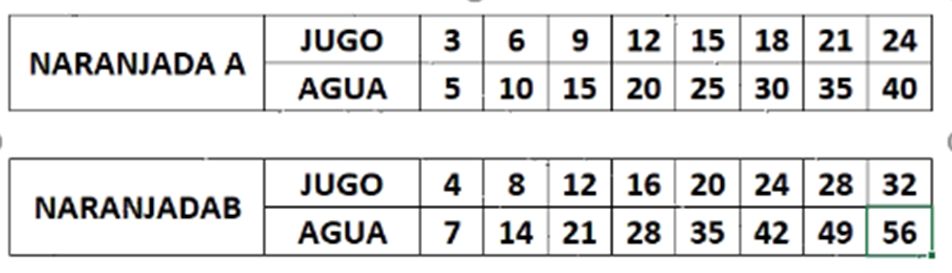 NARANJADA A
JUGO 3 6 9 12 15 18 21 24
AGUA 5 10 15 20 25 30 35 40
NARANJADAB
JUGO 4 8 12 16 20 24 28 32
AGUA 7 14 21 28 35 42 49 56